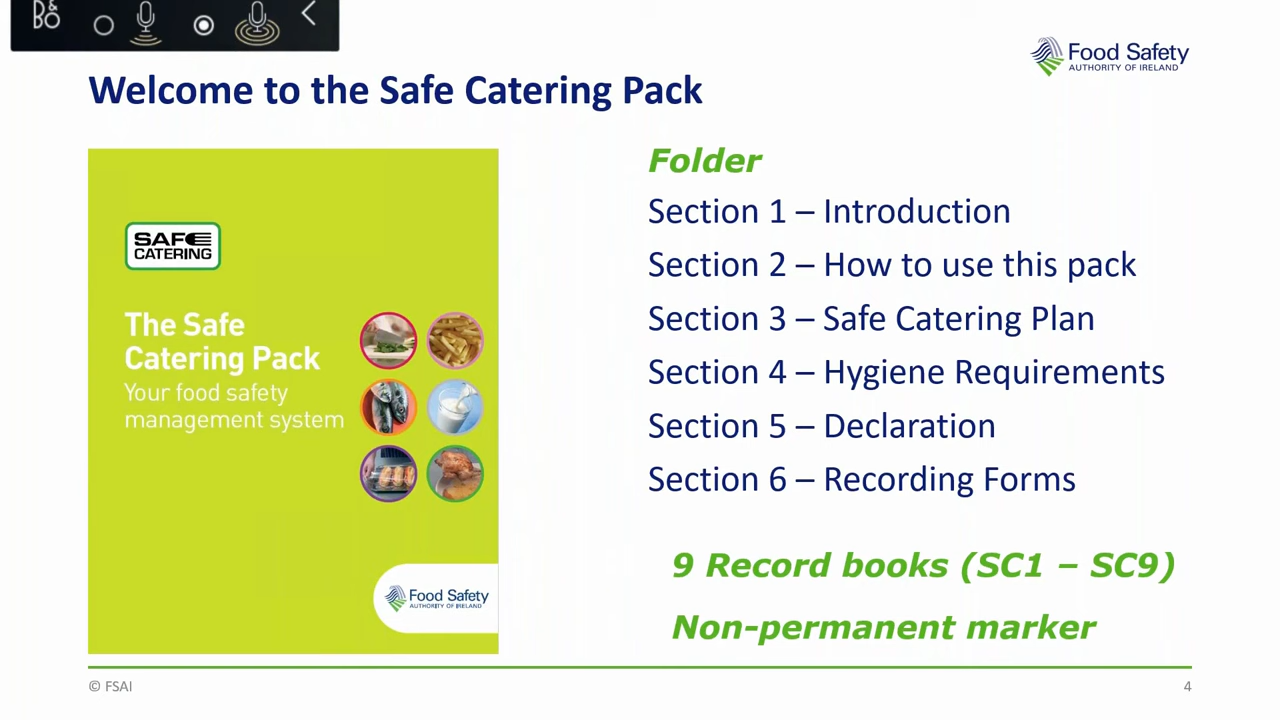 B&O
Food Safety
AUTHORITY OF IRELAND
Welcome to the Safe Catering Pack
SAFE
CATERING
The Safe
Catering Pack
Your food safety
management system
Food Safety
AUTHORITY OF IRELAND
Folder
Section 1 – Introduction
Section 2 – How to use this pack
Section 3 – Safe Catering Plan
Section 4 – Hygiene Requirements
Section 5 – Declaration
Section 6 – Recording Forms
9 Record books (SC1 – SC9)
Non-permanent marker
© FSAI
4